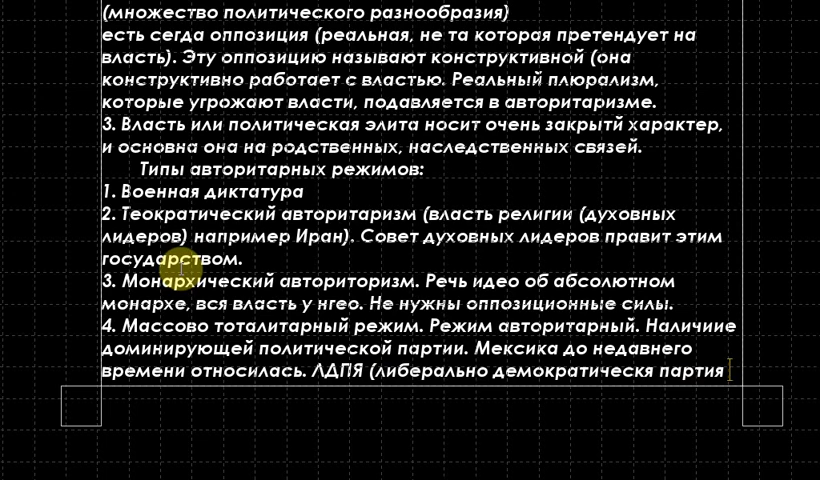 (множество политического разнообразия)
есть сегда оппозиция (реальная, не та которая претендует на
власть). Эту оппозицию называют конструктивной (она
конструктивно работает с властью. Реальный плюрализм,
которые угрожают власти, подавляется в авторитаризме.
3. Власть или политическая элита носит очень закрытй характер,
и основна она на родственных, наследственных связей.
Типы авторитарных режимов:
1. Военная диктатура
2. Теократический авторитаризм (власть религии (духовных
лидеров) например Иран). Совет духовных лидеров правит этим
государством.
3. Монархический авториторизм. Речь идео об абсолютном
монархе, вся власть у нгео. Не нужны оппозиционные силы.
4. Массово тоталитарный режим. Режим авторитарный. Наличиие
доминирующей политической партии. Мексика до недавнего
времени относилась. ЛДПЯ (либерально демократическя партия